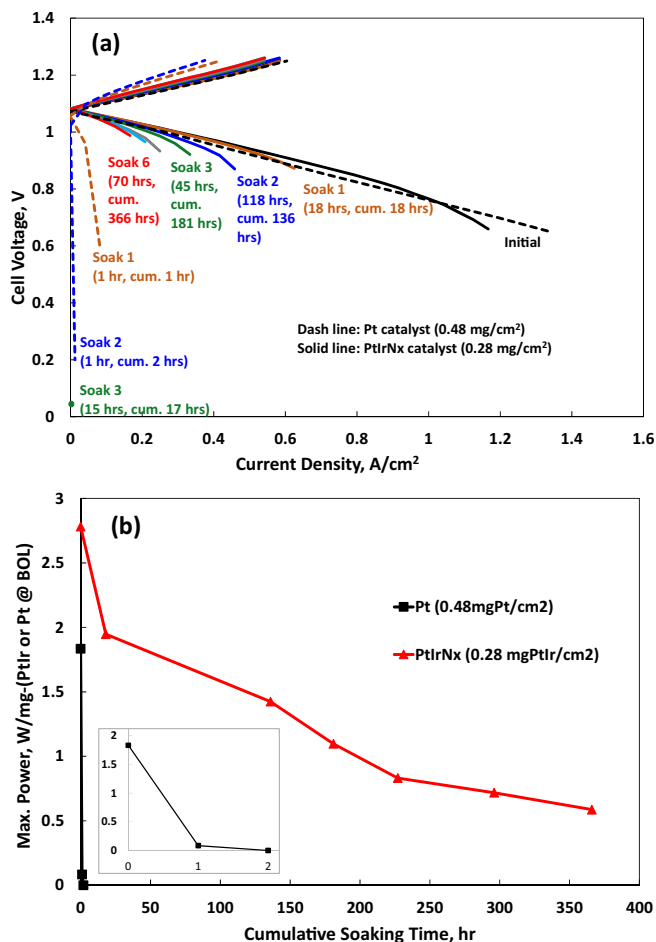 (a)
1.4
1.2
1
0.8
0.6
0.4
0.2
0
Cell Voltage, V
Soak 6
(70 hrs,
cum.
366 hrs)
Soak 3
(45 hrs,
cum.
181 hrs)
Soak 2
(118 hrs,
cum. 136
hrs)
Soak 1
(18 hrs, cum. 18 hrs)
Initial
Soak 1
(1 hr, cum. 1 hr)
Dash line: Pt catalyst (0.48 mg/cm²)
Solid line: PtIrNx catalyst (0.28 mg/cm²)
Soak 2
(1 hr, cum. 2 hrs)
Soak 3
(15 hrs, cum. 17 hrs)
0 0.2 0.4 0.6 0.8 1 1.2 1.4 1.6
Current Density, A/cm²
(b)
3
2.5
2
1.5
1
0.5
0
Max. Power, W/mg-(PtIr or Pt @ BOL)
Pt (0.48mgPt/cm2)
PtIrNx (0.28 mgPtIr/cm2)
2
1.5
1
0.5
0
0 1 2
0 50 100 150 200 250 300 350 400
Cumulative Soaking Time, hr